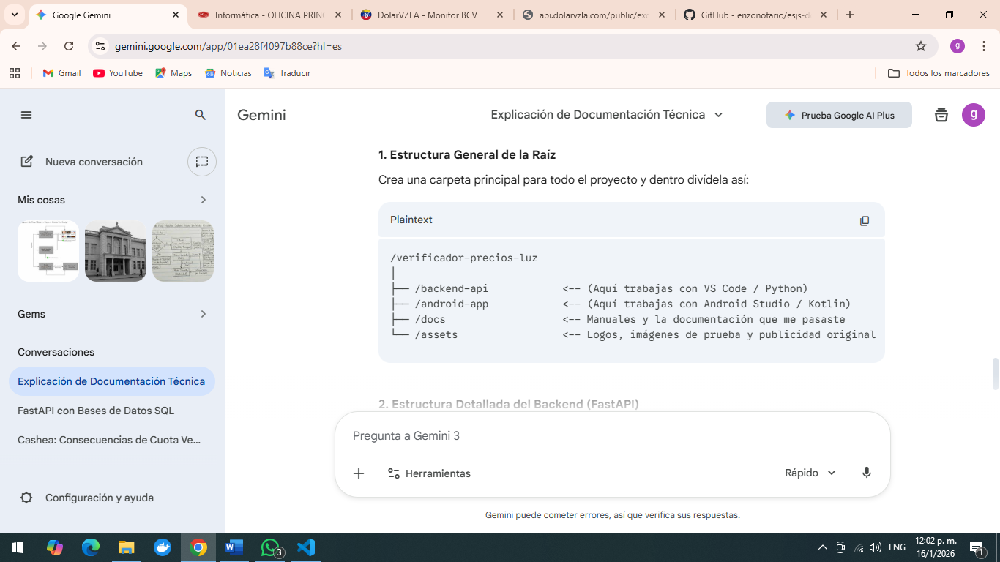 Google Gemini
Informática - OFICINA PRINC
DolarVZLA - Monitor BCV
api.dolarvzla.com/public/exc
GitHub - enzonotario/esjs-d
gemini.google.com/app/01ea28f4097b88ce?hl=es
g
Gmail
YouTube
Maps
Noticias
Traducir
Todos los marcadores
Gemini
Explicación de Documentación Técnica
Prueba Google AI Plus
g
Nueva conversación
Mis cosas
Gems
Conversaciones
Explicación de Documentación Técnica
FastAPI con Bases de Datos SQL
Cashea: Consecuencias de Cuota Ve...
Configuración y ayuda
1. Estructura General de la Raíz
Crea una carpeta principal para todo el proyecto y dentro divídela así:
Plaintext
/verificador-precios-luz
│
├── /backend-api            <-- (Aquí trabajas con VS Code / Python)
├── /android-app            <-- (Aquí trabajas con Android Studio / Kotlin)
├── /docs                   <-- Manuales y la documentación que me pasaste
└── /assets                 <-- Logos, imágenes de prueba y publicidad original
2. Estructura Detallada del Backend (FastAPI)
Pregunta a Gemini 3
Herramientas
Rápido
Gemini puede cometer errores, así que verifica sus respuestas.
3
ENG
12:02 p. m.
16/1/2026
1